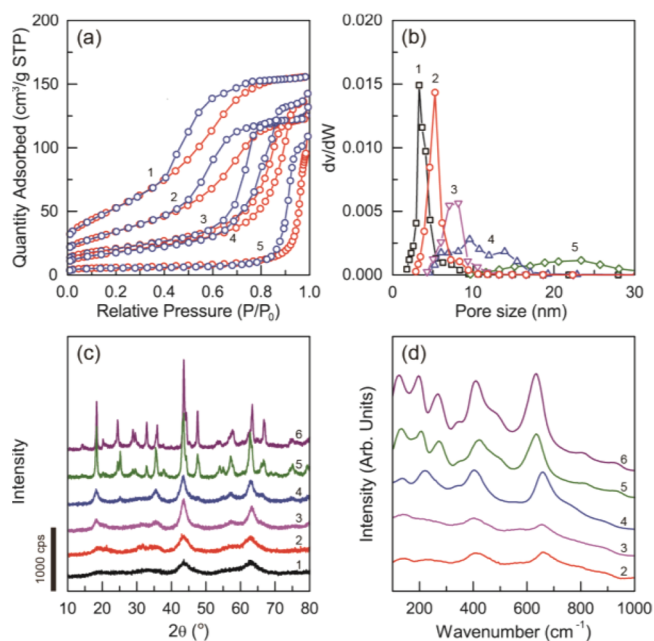 (a)
200
150
100
50
0
Quantity Adsorbed (cm³/g STP)
1
2
3
4
5
0.0 0.2 0.4 0.6 0.8 1.0
Relative Pressure (P/P₀)
(b)
0.015
0.010
0.005
0.000
dv/dW
1
2
3
4
5
0 10 20 30
Pore size (nm)
(c)
Intensity
1000 cps
6
5
4
3
2
1
10 20 30 40 50 60 70 80
2θ (°)
(d)
Intensity (Arb. Units)
6
5
4
3
2
200 400 600 800 1000
Wavenumber (cm⁻¹)